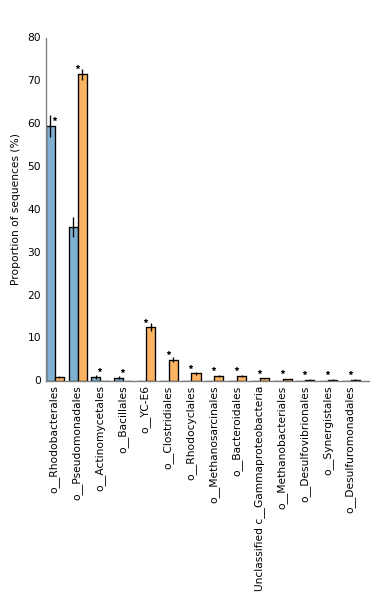 80
70
60
50
40
30
20
10
0
Proportion of sequences (%)
o__Rhodobacterales
o__Pseudomonadales
o__Actinomycetales
o__Bacillales
o__YC-E6
o__Clostridiales
o__Rhodocyclales
o__Methanosarcinales
o__Bacteroidales
Unclassified c__Gammaproteobacteria
o__Methanobacteriales
o__Desulfovibrionales
o__Synergistales
o__Desulfuromonadales